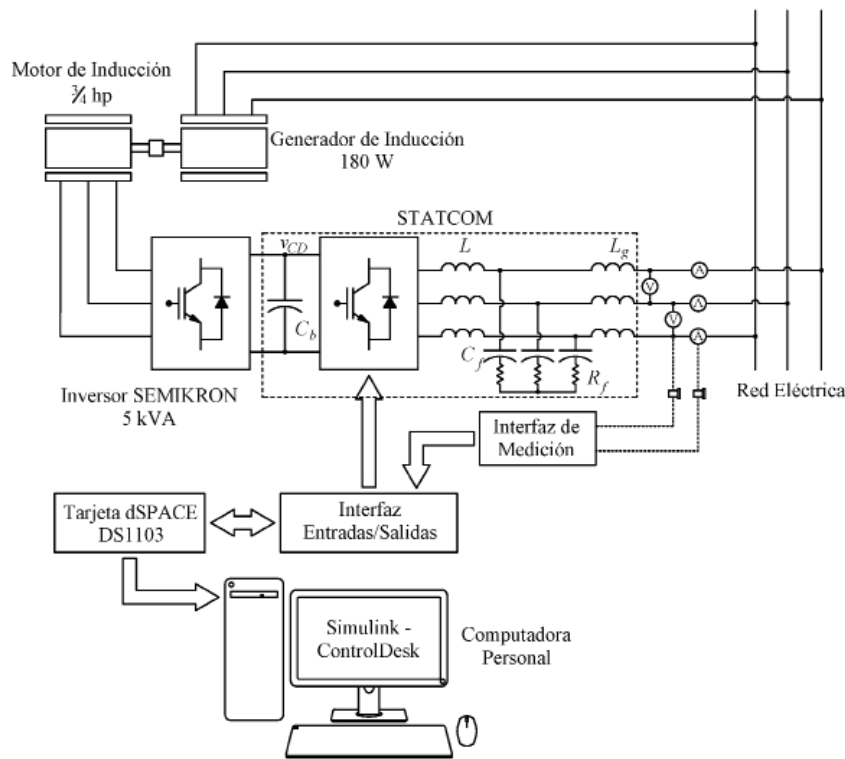 Motor de Inducción
¾ hp
Generador de Inducción
180 W
STATCOM
v_CD
L
L_g
C_b
C_f
R_f
V
V
A
A
A
Inversor SEMIKRON
5 kVA
Red Eléctrica
Interfaz de
Medición
Tarjeta dSPACE
DS1103
Interfaz
Entradas/Salidas
Simulink -
ControlDesk
Computadora
Personal